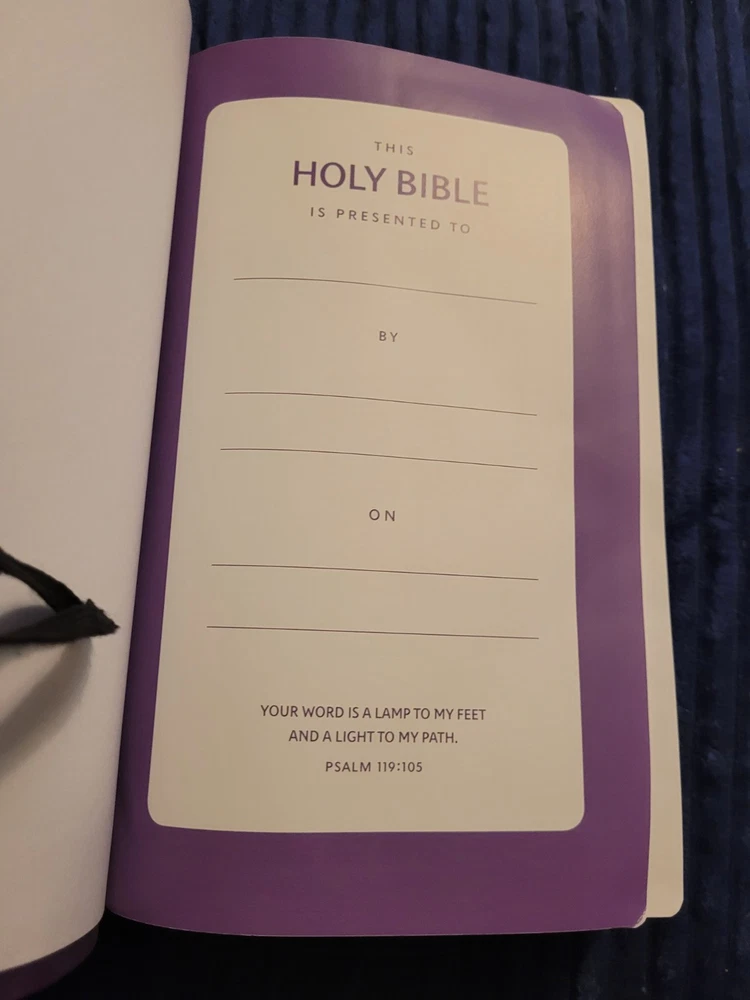 THIS
HOLY BIBLE
IS PRESENTED TO
BY
ON
YOUR WORD IS A LAMP TO MY FEET
AND A LIGHT TO MY PATH.
PSALM 119:105